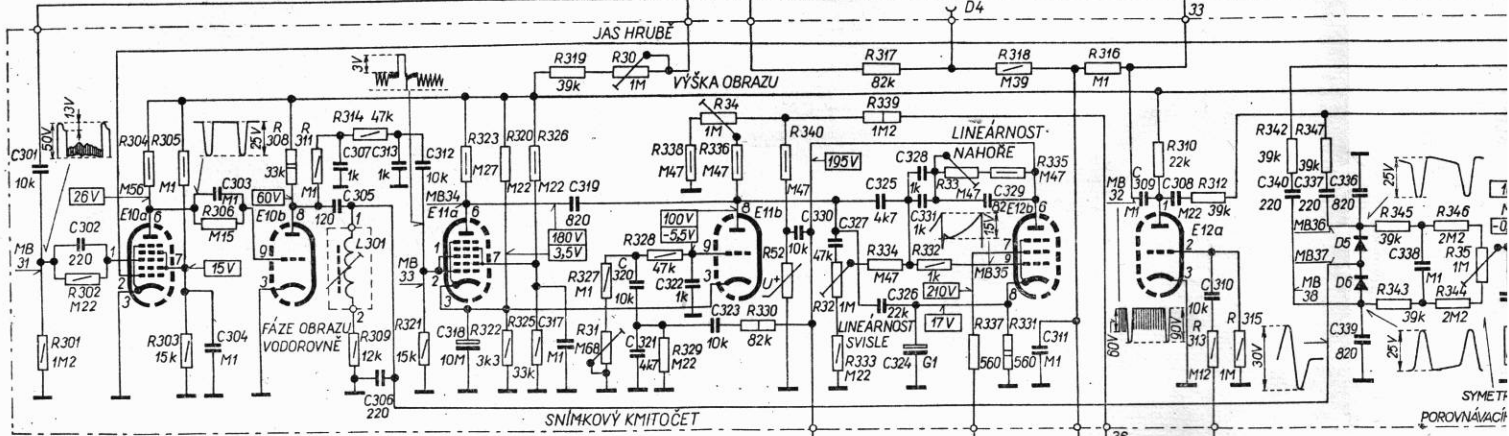 D4
33
JAS HRUBĚ
R319
39k
R30
1M
VÝŠKA OBRAZU
R317
82k
R318
M39
R316
M1
3V
50V
13V
25V
C301
10k
R304
M56
R305
M1
R308
33k
R311
M1
R314 47k
C307
1k
C313
1k
C312
10k
R323
M27
R320
M22
R326
M22
R34
1M
R338
M47
R336
M47
R339
1M2
R340
M47
195V
LINEÁRNOST
NAHOŘE
C328
1k
R33
M47
R335
M47
R310
22k
R342
39k
R347
39k
25V
26V
C303
M1
R306
M15
60V
C305
120
MB34
C319
820
C325
4k7
C331
1k
C329
82k
15V
MB
32
C309
M1
C308
M22
R312
39k
C340
220
C337
220
C336
820
MB
31
C302
220
R302
M22
E10a
15V
E10b
L301
E11a
180V
3,5V
100V
-5,5V
E11b
C330
10k
C327
47k
E12b
MB35
E12a
MB36
MB37
MB
38
D5
D6
R345
39k
R346
2M2
C338
M1
R35
1M
R343
39k
R344
2M2
MB
33
R327
M1
R328
47k
C320
10k
C322
1k
R52
U+
R334
M47
R332
1k
210V
17V
R32
1M
C326
22k
LINEÁRNOST
SVISLE
R301
1M2
R303
15k
C304
M1
FÁZE OBRAZU
VODOROVNĚ
R309
12k
C306
220
R321
15k
C318
10M
R322
3k3
R325
33k
C317
M1
R31
M68
C321
4k7
R329
M22
C323
10k
R330
82k
R333
M22
C324
G1
R337
560
R331
560
C311
M1
60V
90V
C310
10k
R313
M12
R315
1M
30V
C339
820
25V
SNÍMKOVÝ KMITOČET
SYMETR
POROVNÁVACÍH
36